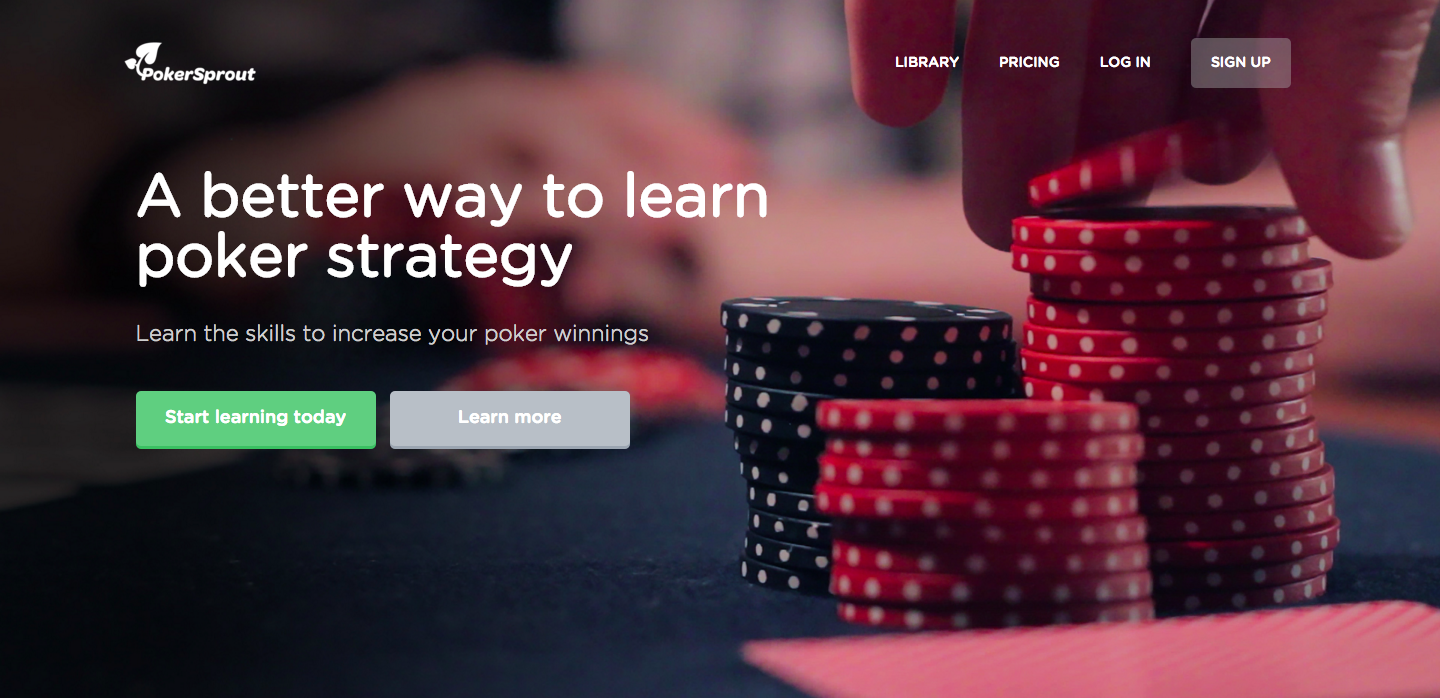 PokerSprout
LIBRARY PRICING LOG IN SIGN UP
A better way to learn
poker strategy
Learn the skills to increase your poker winnings
Start learning today Learn more